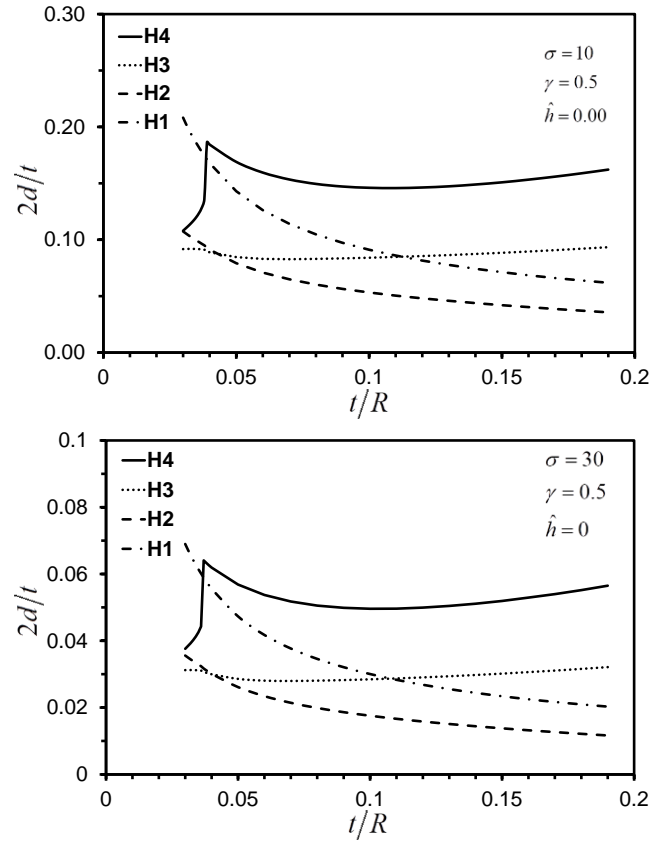 0.30
H4
H3
H2
H1
σ = 10
γ = 0.5
ĥ = 0.00
0.20
2d/t
0.10
0.00
0
0.05
0.1
0.15
0.2
t/R
0.1
H4
H3
H2
H1
σ = 30
γ = 0.5
ĥ = 0
0.08
0.06
2d/t
0.04
0.02
0
0
0.05
0.1
0.15
0.2
t/R